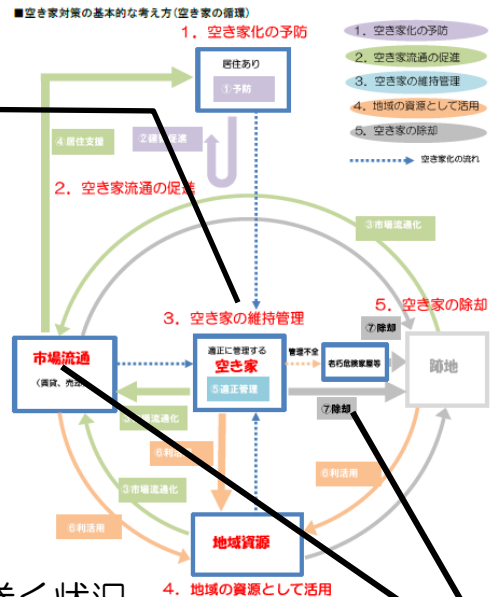 ■空き家対策の基本的な考え方(空き家の循環)
1. 空き家化の予防
居住あり
①予防
1. 空き家化の予防
2. 空き家流通の促進
3. 空き家の維持管理
4. 地域の資源として活用
5. 空き家の除却
空き家化の流れ
④居住支援
2. 空き家流通の促進
3市場流通化
3. 空き家の維持管理
5. 空き家の除却
⑦除却
市場流通
適正に管理する
空き家
5適正管理
管理不全
老朽危険家屋等
跡地
⑦除却
6利活用
6利活用
3市場流通化
6利活用
地域資源
4. 地域の資源として活用